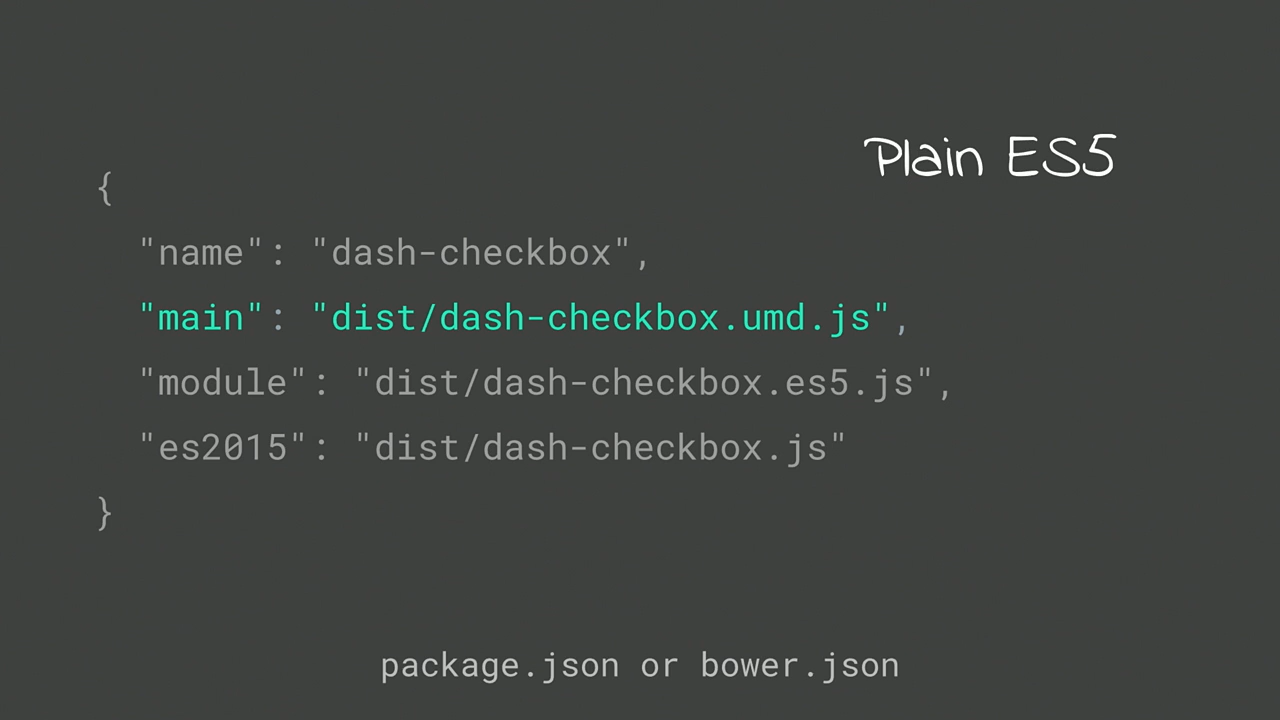 Plain ES5
{
"name": "dash-checkbox",
"main": "dist/dash-checkbox.umd.js",
"module": "dist/dash-checkbox.es5.js",
"es2015": "dist/dash-checkbox.js"
}
package.json or bower.json